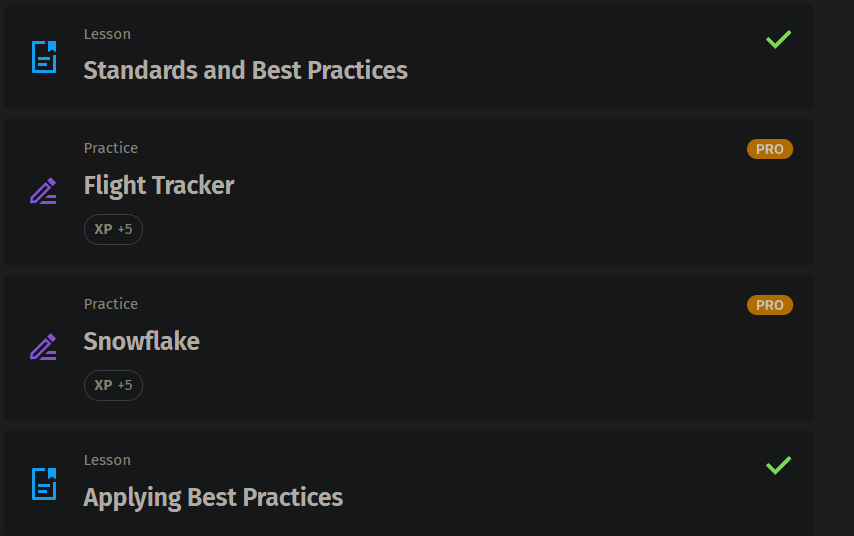 Lesson
Standards and Best Practices
Practice
PRO
Flight Tracker
XP +5
Practice
PRO
Snowflake
XP +5
Lesson
Applying Best Practices